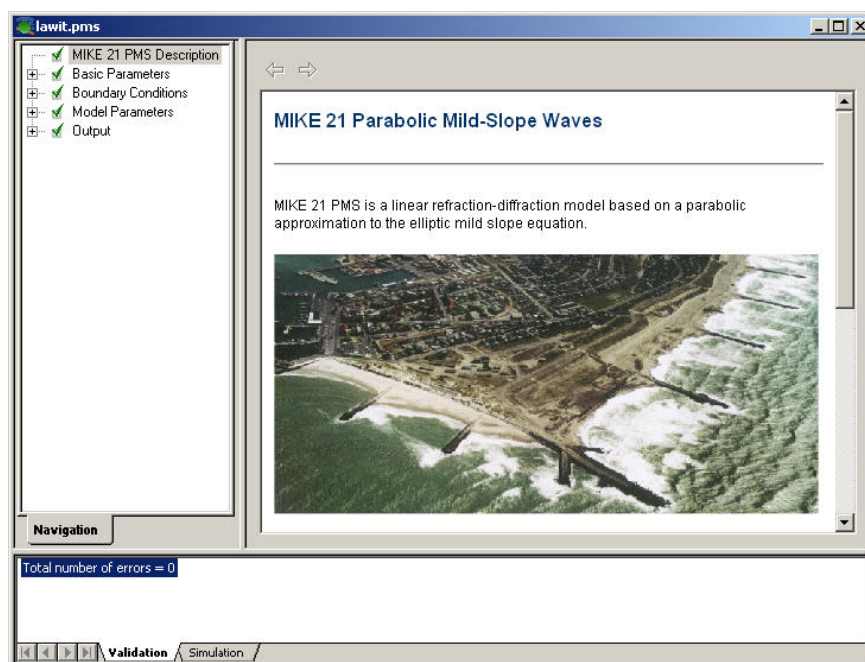 lawit.pms
MIKE 21 PMS Description
Basic Parameters
Boundary Conditions
Model Parameters
Output
Navigation
MIKE 21 Parabolic Mild-Slope Waves
MIKE 21 PMS is a linear refraction-diffraction model based on a parabolic
approximation to the elliptic mild slope equation.
Total number of errors = 0
Validation
Simulation